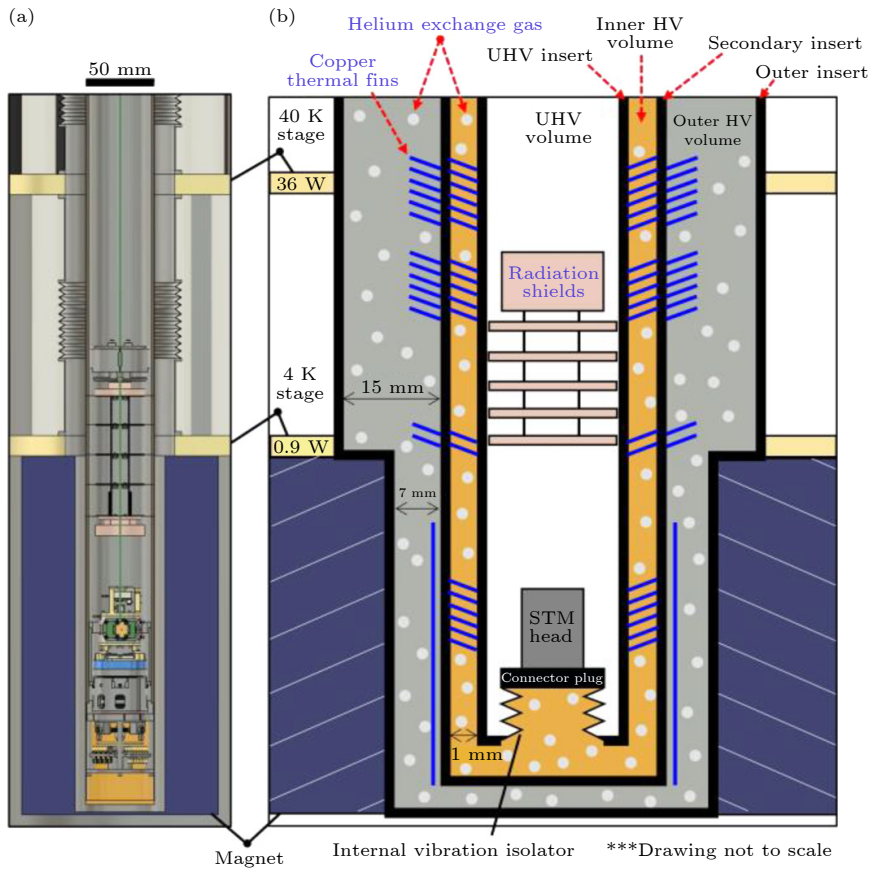 (a)
(b)
50 mm
Helium exchange gas
Copper
thermal fins
UHV insert
Inner HV
volume
Secondary insert
Outer insert
40 K
stage
36 W
UHV
volume
Outer HV
volume
Radiation
shields
4 K
stage
15 mm
0.9 W
7 mm
STM
head
Connector plug
1 mm
Magnet
Internal vibration isolator
***Drawing not to scale